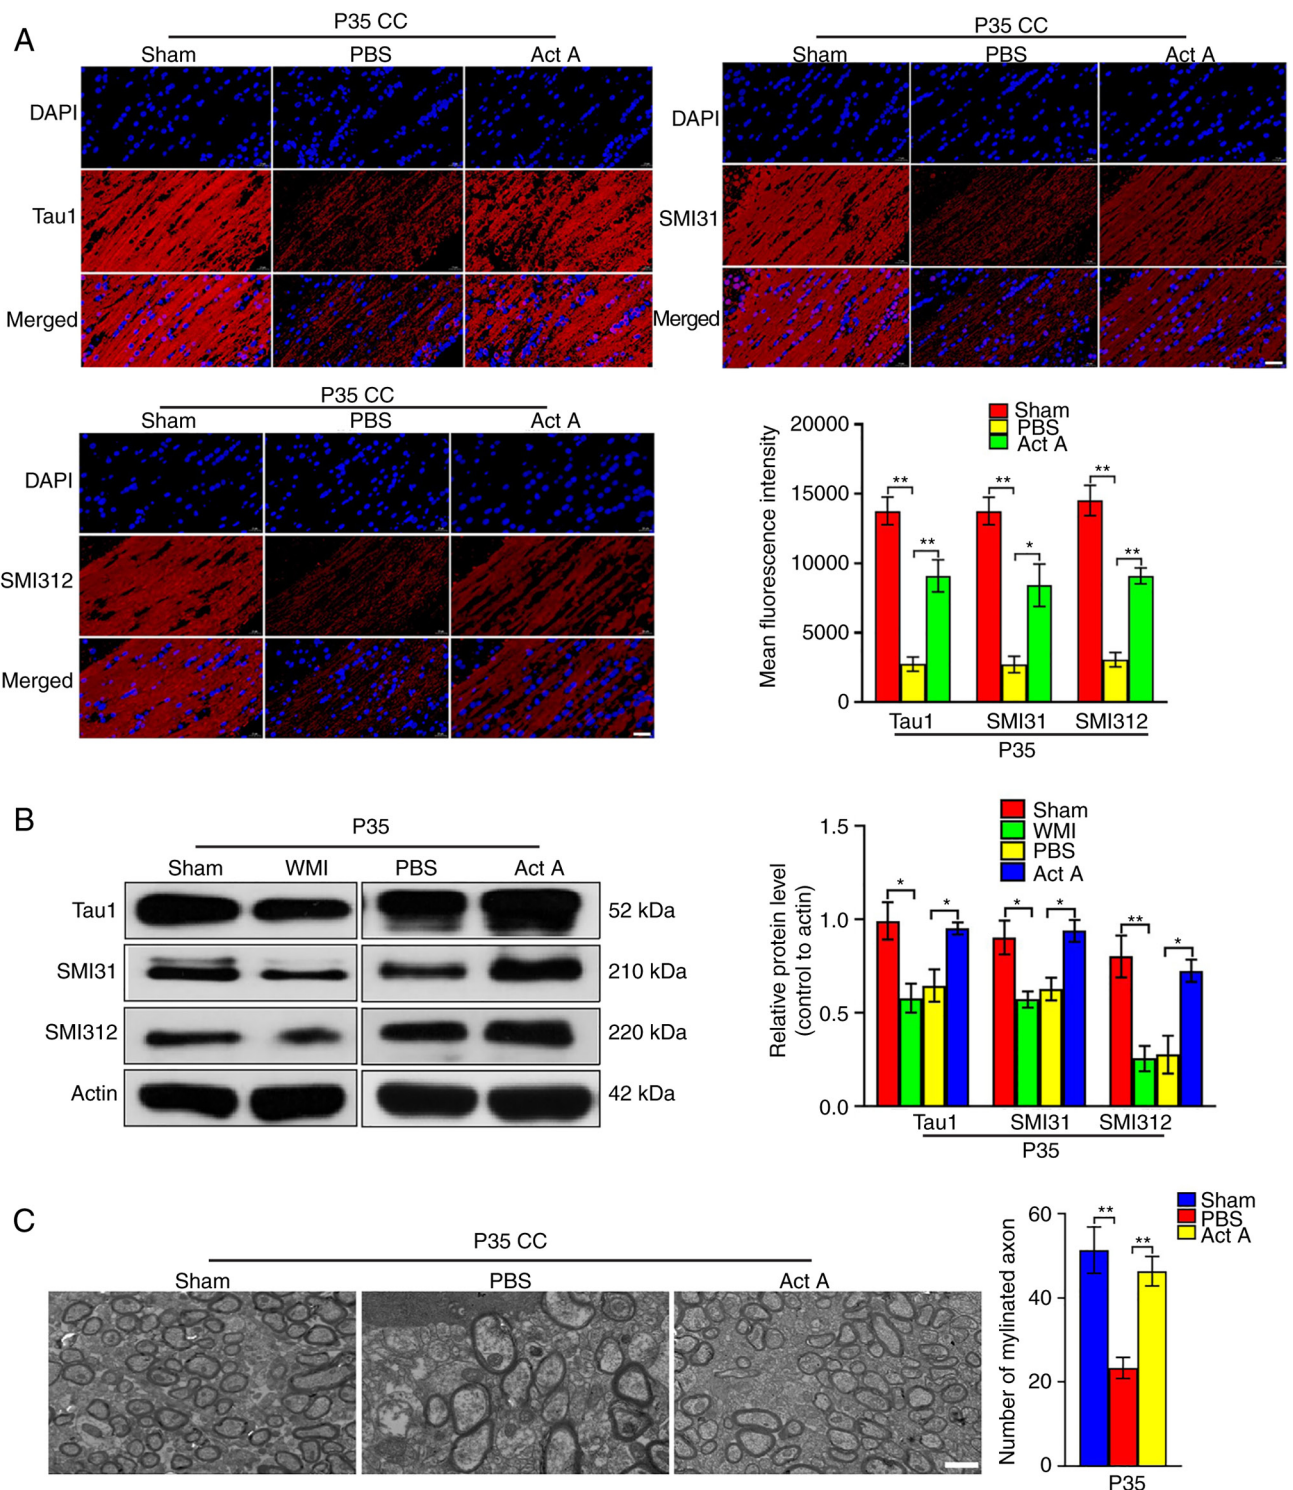 A
P35 CC
Sham PBS Act A
DAPI
Tau1
Merged
P35 CC
Sham PBS Act A
DAPI
SMI31
Merged
P35 CC
Sham PBS Act A
DAPI
SMI312
Merged
Sham
PBS
Act A
Mean fluorescence intensity
20000
15000
10000
5000
0
** ** ** * ** **
Tau1 SMI31 SMI312
P35
B
P35
Sham WMI PBS Act A
Tau1 52 kDa
SMI31 210 kDa
SMI312 220 kDa
Actin 42 kDa
Sham
WMI
PBS
Act A
Relative protein level
(control to actin)
1.5
1.0
0.5
0.0
* * * * ** *
Tau1 SMI31 SMI312
P35
C
P35 CC
Sham PBS Act A
Sham
PBS
Act A
Number of mylinated axon
60
40
20
0
** **
P35